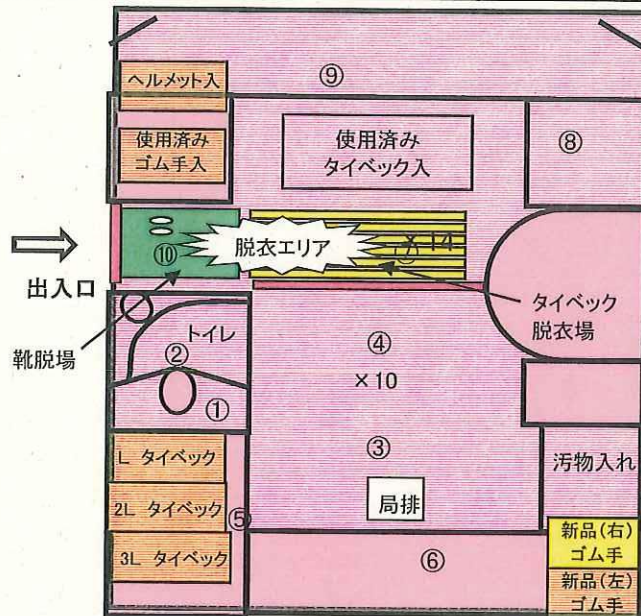 ⑨
ヘルメット入
使用済み
ゴム手入
使用済み
タイベック入
⑧
⑩
脱衣エリア
×14
出入口
タイベック
脱衣場
靴脱場
トイレ
②
①
④
×10
③
局排
L タイベック
2L タイベック
3L タイベック
⑤
⑥
汚物入れ
新品(右)
ゴム手
新品(左)
ゴム手